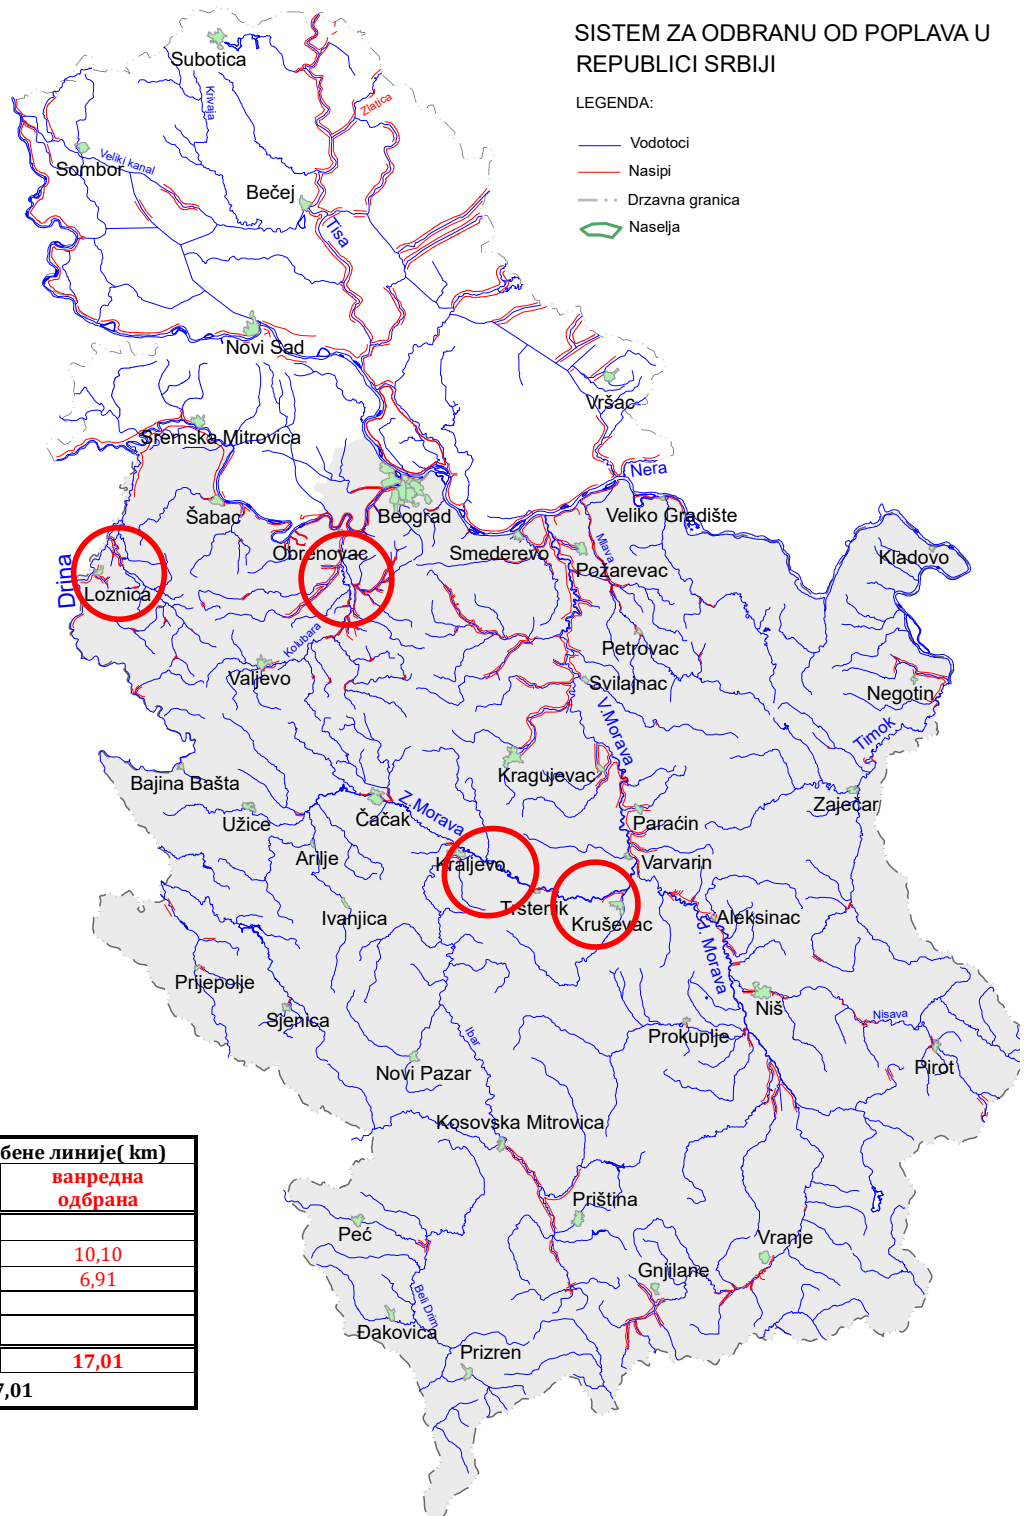 SISTEM ZA ODBRANU OD POPLAVA U
REPUBLICI SRBIJI
LEGENDA:
Vodotoci
Nasipi
Drzavna granica
Naselja
Subotica
Krivaja
Zlatica
Sombor
Veliki kanal
Bečej
Tisa
Novi Sad
Vršac
Sremska Mitrovica
Nera
Šabac
Beograd
Veliko Gradište
Obrenovac
Smederevo
Mlava
Požarevac
Kladovo
Drina
Loznica
Kolubara
Valjevo
Petrovac
Svilajnac
Negotin
V.Morava
Timok
Bajina Bašta
Kragujevac
Užice
Čačak
Z.Morava
Paraćin
Zaječar
Arilje
Kraljevo
Varvarin
Ivanjica
Trstenik
Kruševac
Aleksinac
J. Morava
Prijepolje
Sjenica
Niš
Nisava
Ibar
Prokuplje
Pirot
Novi Pazar
Kosovska Mitrovica
Priština
Peć
Vranje
Gnjilane
Beli Drim
Đakovica
Prizren
бене линије( km)
ванредна
одбрана
10,10
6,91
17,01
7,01